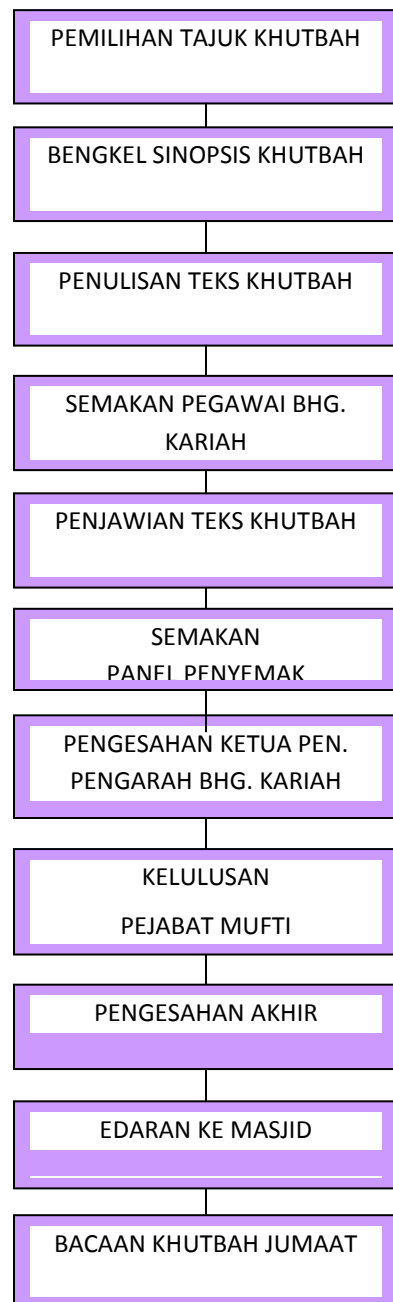 PEMILIHAN TAJUK KHUTBAH
BENGKEL SINOPSIS KHUTBAH
PENULISAN TEKS KHUTBAH
SEMAKAN PEGAWAI BHG.
KARIAH
PENJAWIAN TEKS KHUTBAH
SEMAKAN
PANEL PENYEMAK
PENGESAHAN KETUA PEN.
PENGARAH BHG. KARIAH
KELULUSAN
PEJABAT MUFTI
PENGESAHAN AKHIR
EDARAN KE MASJID
BACAAN KHUTBAH JUMAAT